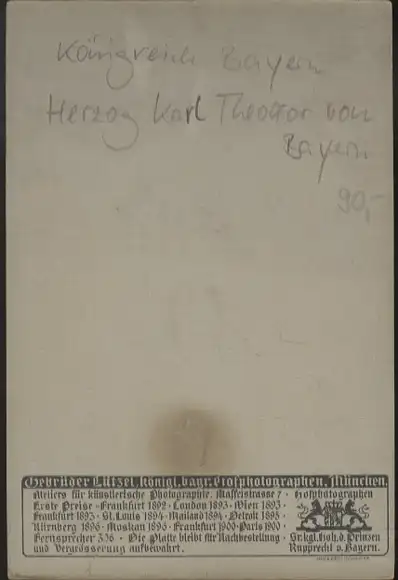 Königreich Bayern
Herzog Karl Theodor von
Bayern
90,-
Gebrüder Lützel, königl. bayr. Hofphotographen, München.
Ateliers für künstlerische Photographie. Maffeistrasse 7 · Hofphotographen
Erste Preise · Frankfurt 1892 · London 1893 · Wien 1893 ·
Frankfurt 1893 · St. Louis 1894 · Mailand 1894 · Detroit 1895 ·
Nürnberg 1896 · Moskau 1896 · Frankfurt 1900 · Paris 1900
Fernsprecher 336 · Die Platte bleibt für Nachbestellung Sr. kgl. Hoh. d. Prinzen
und Vergrösserung aufbewahrt. Rupprecht v. Bayern.